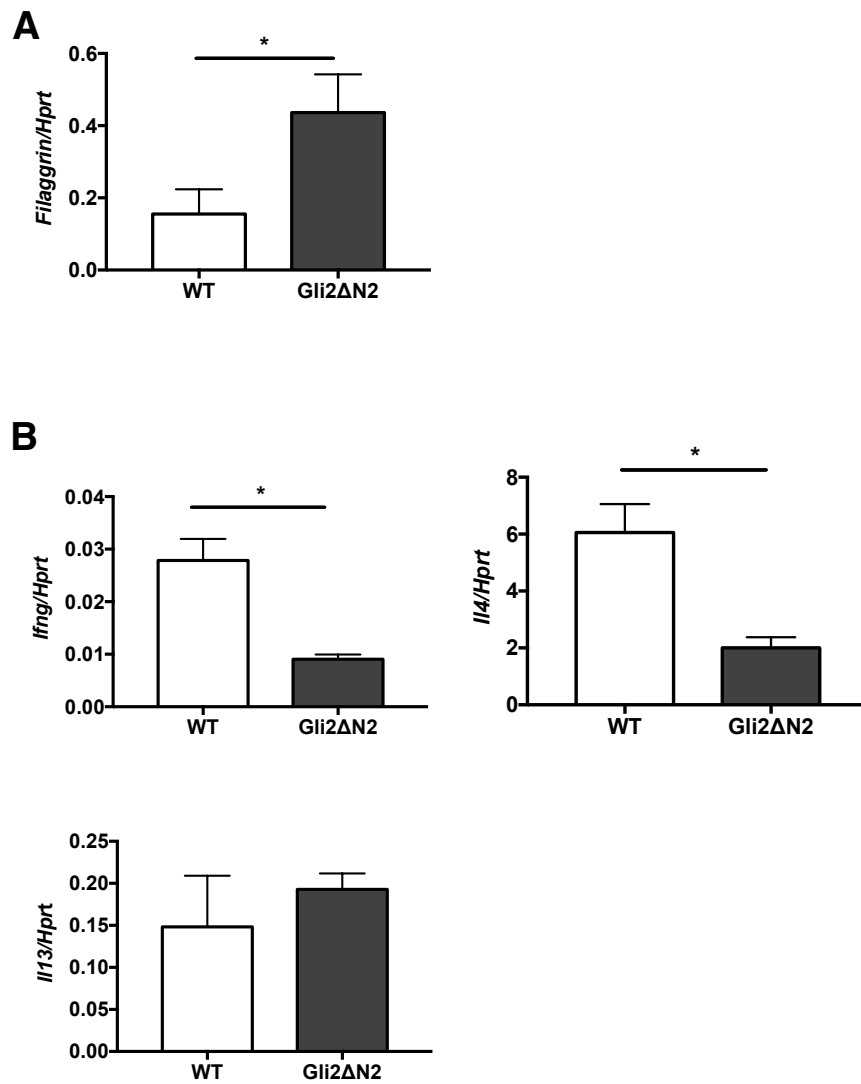 A
*
Filaggrin/Hprt
0.6
0.4
0.2
0.0
WT Gli2ΔN2
B
*
Ifng/Hprt
0.04
0.03
0.02
0.01
0.00
WT Gli2ΔN2
*
Il4/Hprt
8
6
4
2
0
WT Gli2ΔN2
Il13/Hprt
0.25
0.20
0.15
0.10
0.05
0.00
WT Gli2ΔN2